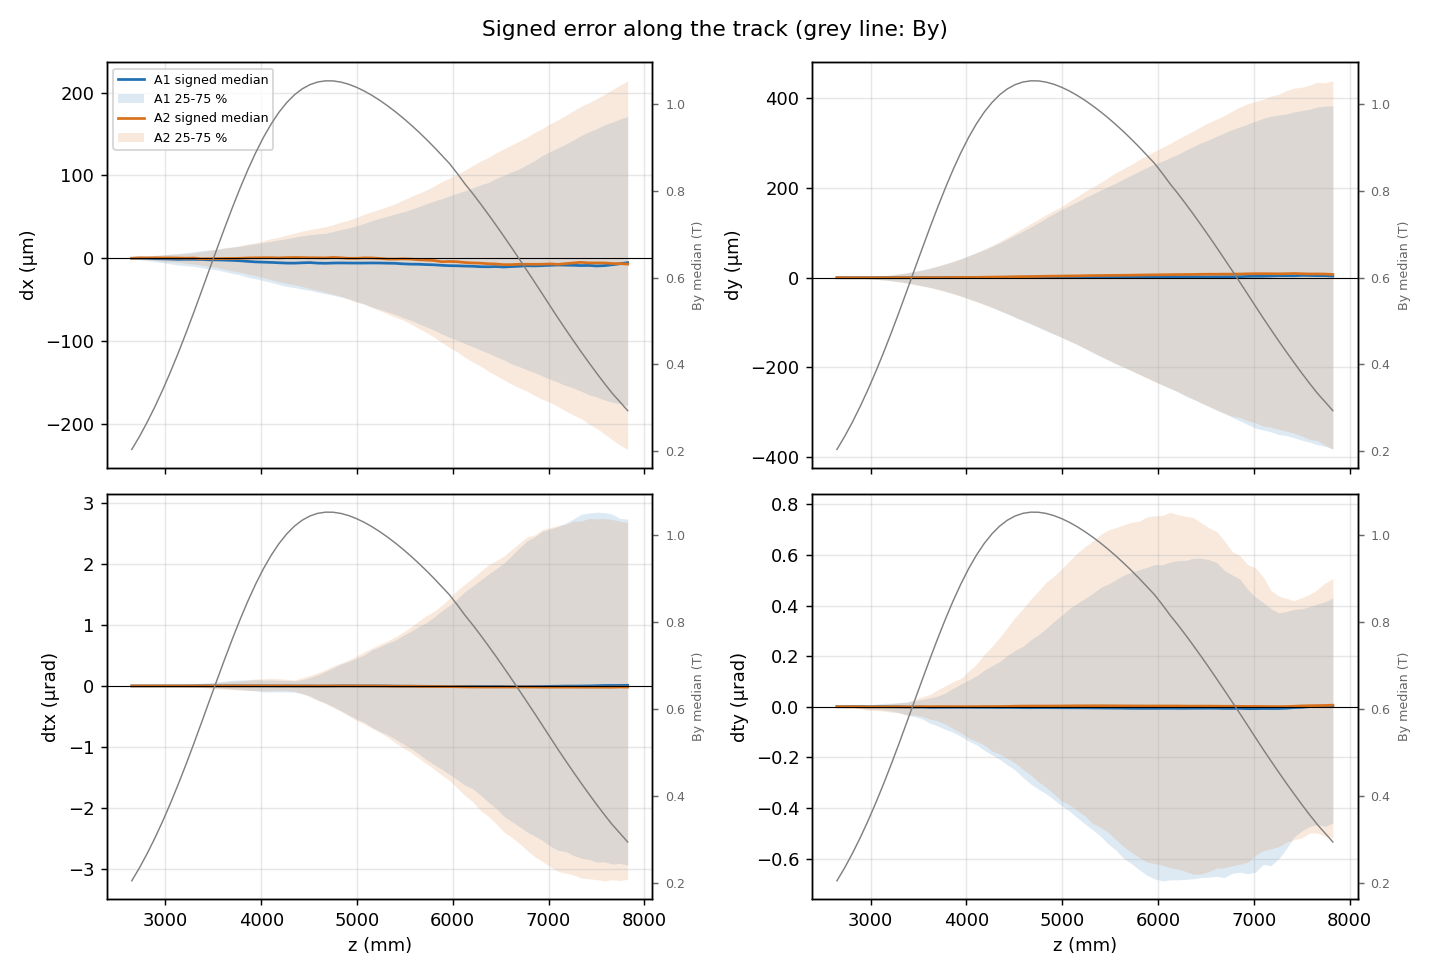 Signed error along the track (grey line: By)
A1 signed median
A1 25-75 %
A2 signed median
A2 25-75 %
dx (μm)
200
100
0
−100
−200
1.0
0.8
0.6
0.4
0.2
By median (T)
dy (μm)
400
200
0
−200
−400
1.0
0.8
0.6
0.4
0.2
By median (T)
dtx (μrad)
3
2
1
0
−1
−2
−3
1.0
0.8
0.6
0.4
0.2
By median (T)
3000 4000 5000 6000 7000 8000
z (mm)
dty (μrad)
0.8
0.6
0.4
0.2
0.0
−0.2
−0.4
−0.6
1.0
0.8
0.6
0.4
0.2
By median (T)
3000 4000 5000 6000 7000 8000
z (mm)